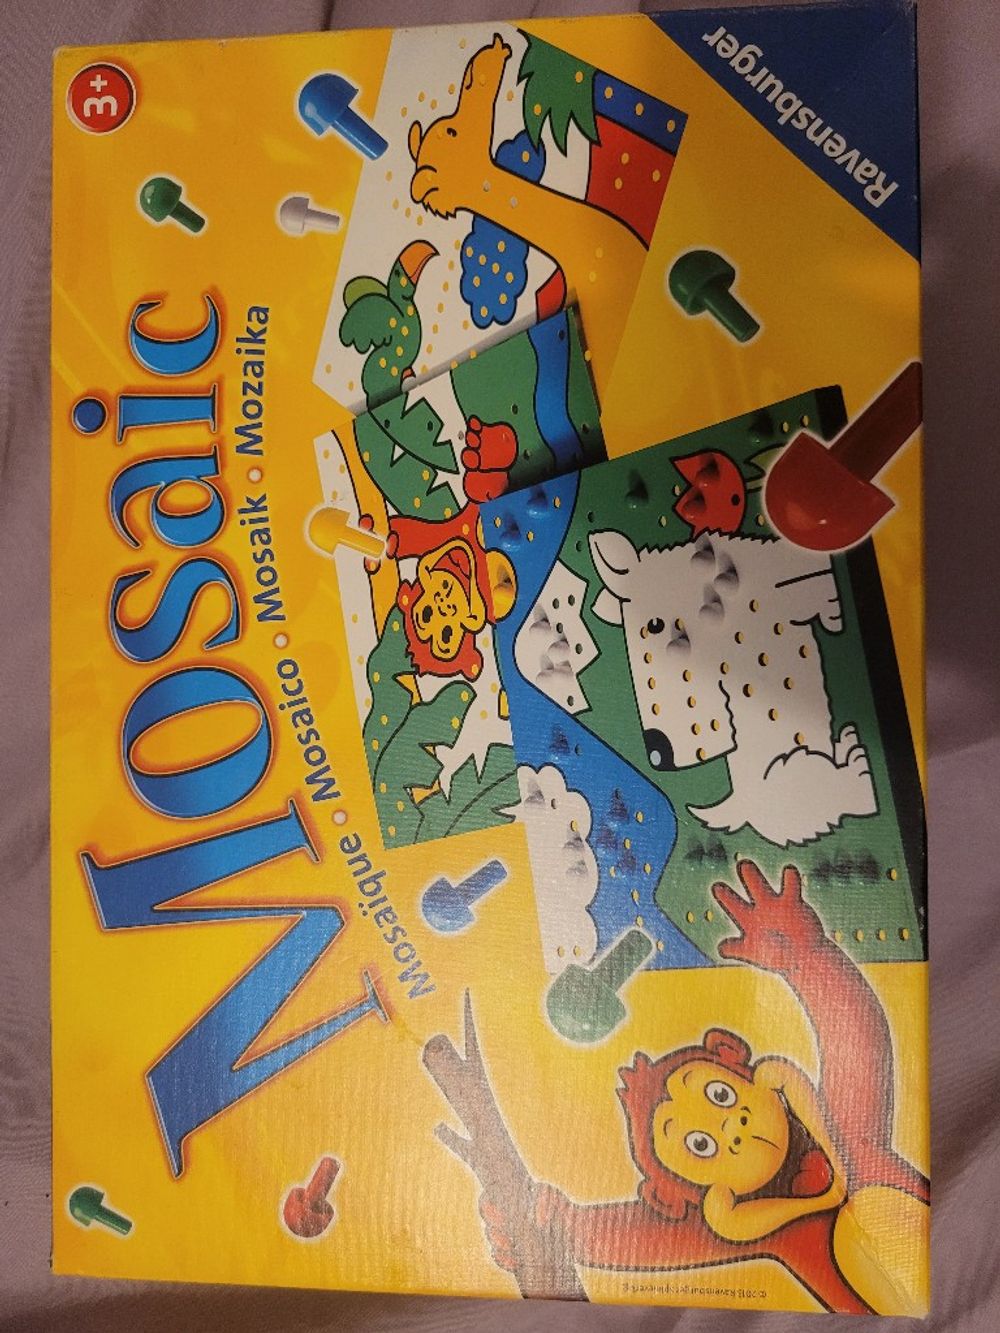 Mosaic
Mosaïque • Mosaico • Mosaik • Mozaika
3+
Ravensburger